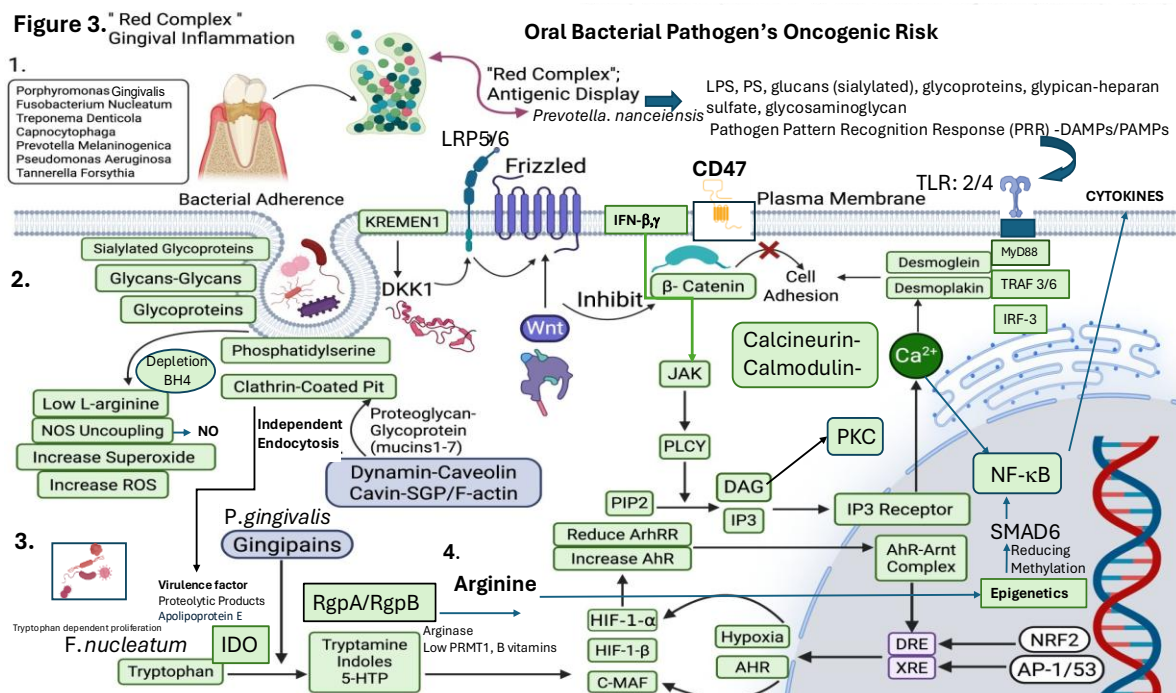 Figure 3.
" Red Complex "
Gingival Inflammation
Oral Bacterial Pathogen's Oncogenic Risk
1.
Porphyromonas Gingivalis
Fusobacterium Nucleatum
Treponema Denticola
Capnocytophaga
Prevotella Melaninogenica
Pseudomonas Aeruginosa
Tannerella Forsythia
"Red Complex";
Antigenic Display
Prevotella. nanceiensis
LPS, PS, glucans (sialylated), glycoproteins, glypican-heparan
sulfate, glycosaminoglycan
Pathogen Pattern Recognition Response (PRR) -DAMPs/PAMPs
LRP5/6
Frizzled
CD47
Plasma Membrane
TLR: 2/4
CYTOKINES
Bacterial Adherence
KREMEN1
IFN-β,γ
2.
Sialylated Glycoproteins
Glycans-Glycans
Glycoproteins
Phosphatidylserine
Clathrin-Coated Pit
DKK1
Wnt
Inhibit
β- Catenin
Cell
Adhesion
Desmoglein
Desmoplakin
MyD88
TRAF 3/6
IRF-3
Calcineurin-
Calmodulin-
Ca²⁺
Depletion
BH4
Low L-arginine
NOS Uncoupling
NO
Increase Superoxide
Increase ROS
Independent
Endocytosis
Proteoglycan-
Glycoprotein
(mucins1-7)
Dynamin-Caveolin
Cavin-SGP/F-actin
JAK
PLCY
PKC
PIP2
DAG
IP3
IP3 Receptor
NF-κB
SMAD6
Reducing
Methylation
Epigenetics
3.
P.gingivalis
Gingipains
Virulence factor
Proteolytic Products
Apolipoprotein E
Tryptophan dependent proliferation
F.nucleatum
IDO
Tryptophan
RgpA/RgpB
Tryptamine
Indoles
5-HTP
4.
Arginine
Arginase
Low PRMT1, B vitamins
Reduce ArhRR
Increase AhR
AhR-Arnt
Complex
HIF-1-α
HIF-1-β
C-MAF
Hypoxia
AHR
DRE
XRE
NRF2
AP-1/53